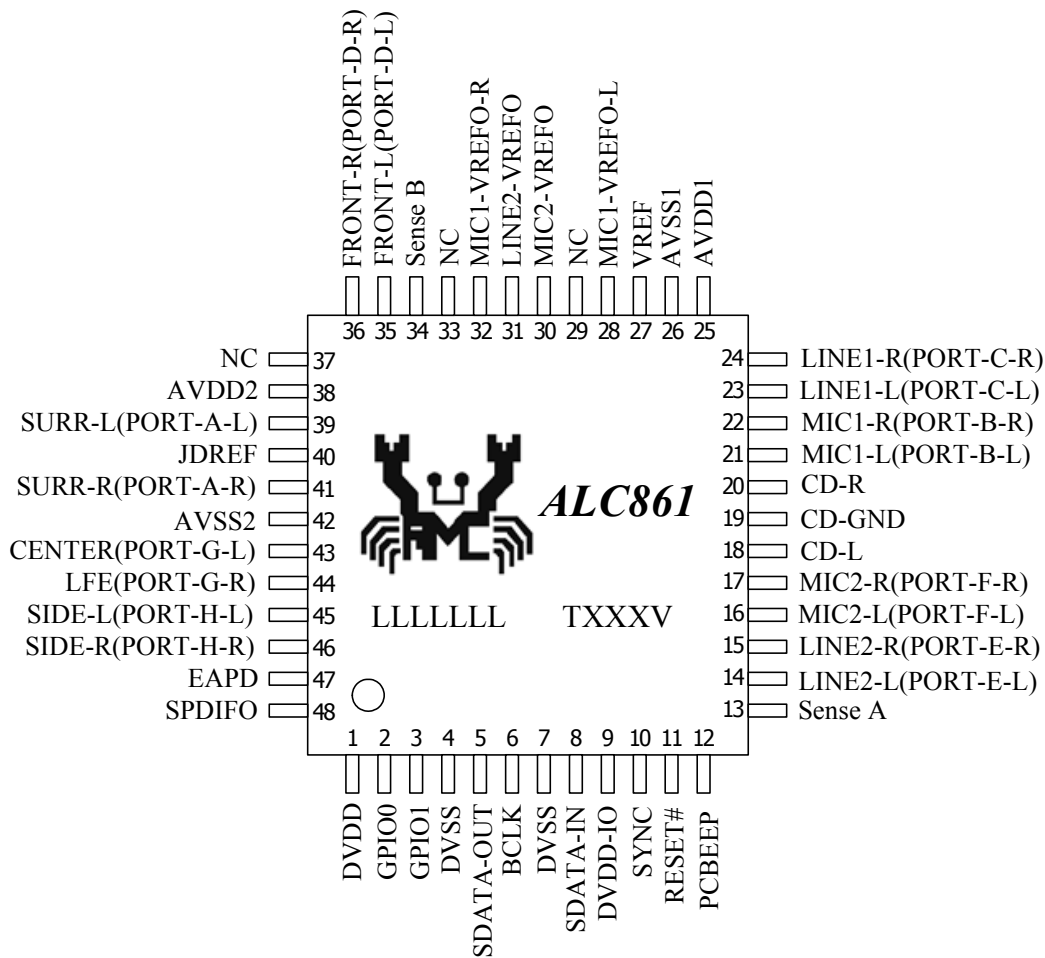 FRONT-R(PORT-D-R)
FRONT-L(PORT-D-L)
Sense B
NC
MIC1-VREFO-R
LINE2-VREFO
MIC2-VREFO
NC
MIC1-VREFO-L
VREF
AVSS1
AVDD1
36 35 34 33 32 31 30 29 28 27 26 25
NC 37
AVDD2 38
SURR-L(PORT-A-L) 39
JDREF 40
SURR-R(PORT-A-R) 41
AVSS2 42
CENTER(PORT-G-L) 43
LFE(PORT-G-R) 44
SIDE-L(PORT-H-L) 45
SIDE-R(PORT-H-R) 46
EAPD 47
SPDIFO 48
ALC861
LLLLLLL TXXXV
24 LINE1-R(PORT-C-R)
23 LINE1-L(PORT-C-L)
22 MIC1-R(PORT-B-R)
21 MIC1-L(PORT-B-L)
20 CD-R
19 CD-GND
18 CD-L
17 MIC2-R(PORT-F-R)
16 MIC2-L(PORT-F-L)
15 LINE2-R(PORT-E-R)
14 LINE2-L(PORT-E-L)
13 Sense A
1 2 3 4 5 6 7 8 9 10 11 12
DVDD
GPIO0
GPIO1
DVSS
SDATA-OUT
BCLK
DVSS
SDATA-IN
DVDD-IO
SYNC
RESET#
PCBEEP